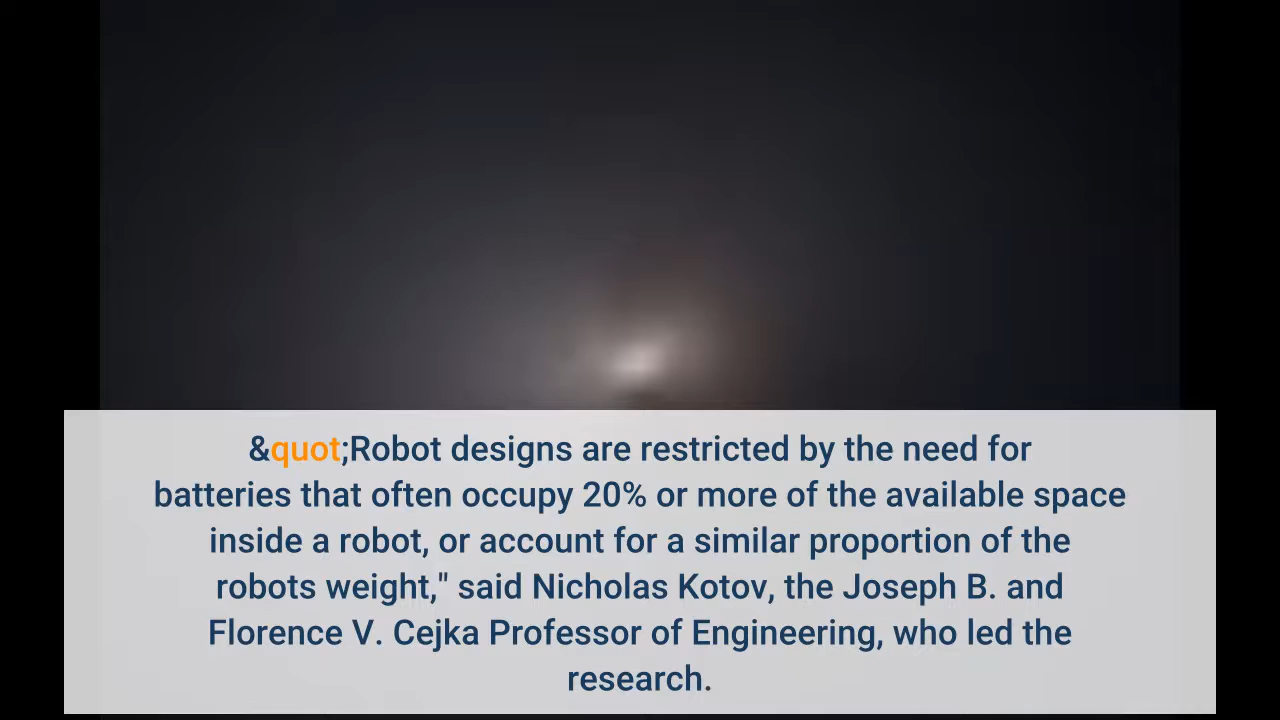 &quot;Robot designs are restricted by the need for
batteries that often occupy 20% or more of the available space
inside a robot, or account for a similar proportion of the
robots weight," said Nicholas Kotov, the Joseph B. and
Florence V. Cejka Professor of Engineering, who led the
research.